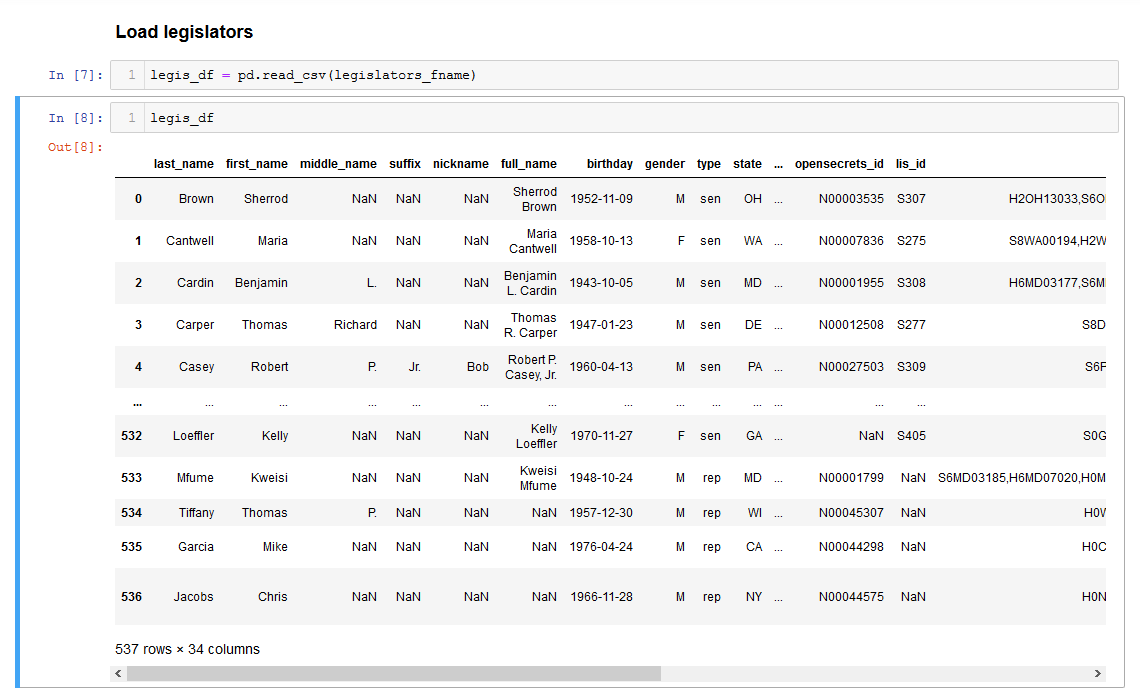 Load legislators
In [7]: 1 legis_df = pd.read_csv(legislators_fname)
In [8]: 1 legis_df
Out[8]:
last_name first_name middle_name suffix nickname full_name birthday gender type state ... opensecrets_id lis_id
0 Brown Sherrod NaN NaN NaN Sherrod Brown 1952-11-09 M sen OH ... N00003535 S307 H2OH13033,S6O
1 Cantwell Maria NaN NaN NaN Maria Cantwell 1958-10-13 F sen WA ... N00007836 S275 S8WA00194,H2W
2 Cardin Benjamin L. NaN NaN Benjamin L. Cardin 1943-10-05 M sen MD ... N00001955 S308 H6MD03177,S6M
3 Carper Thomas Richard NaN NaN Thomas R. Carper 1947-01-23 M sen DE ... N00012508 S277 S8D
4 Casey Robert P. Jr. Bob Robert P. Casey, Jr. 1960-04-13 M sen PA ... N00027503 S309 S6P
... ... ... ... ... ... ... ... ... ... ... ... ... ...
532 Loeffler Kelly NaN NaN NaN Kelly Loeffler 1970-11-27 F sen GA ... NaN S405 S0G
533 Mfume Kweisi NaN NaN NaN Kweisi Mfume 1948-10-24 M rep MD ... N00001799 NaN S6MD03185,H6MD07020,H0M
534 Tiffany Thomas P. NaN NaN NaN 1957-12-30 M rep WI ... N00045307 NaN H0W
535 Garcia Mike NaN NaN NaN NaN 1976-04-24 M rep CA ... N00044298 NaN H0C
536 Jacobs Chris NaN NaN NaN NaN 1966-11-28 M rep NY ... N00044575 NaN H0N
537 rows × 34 columns